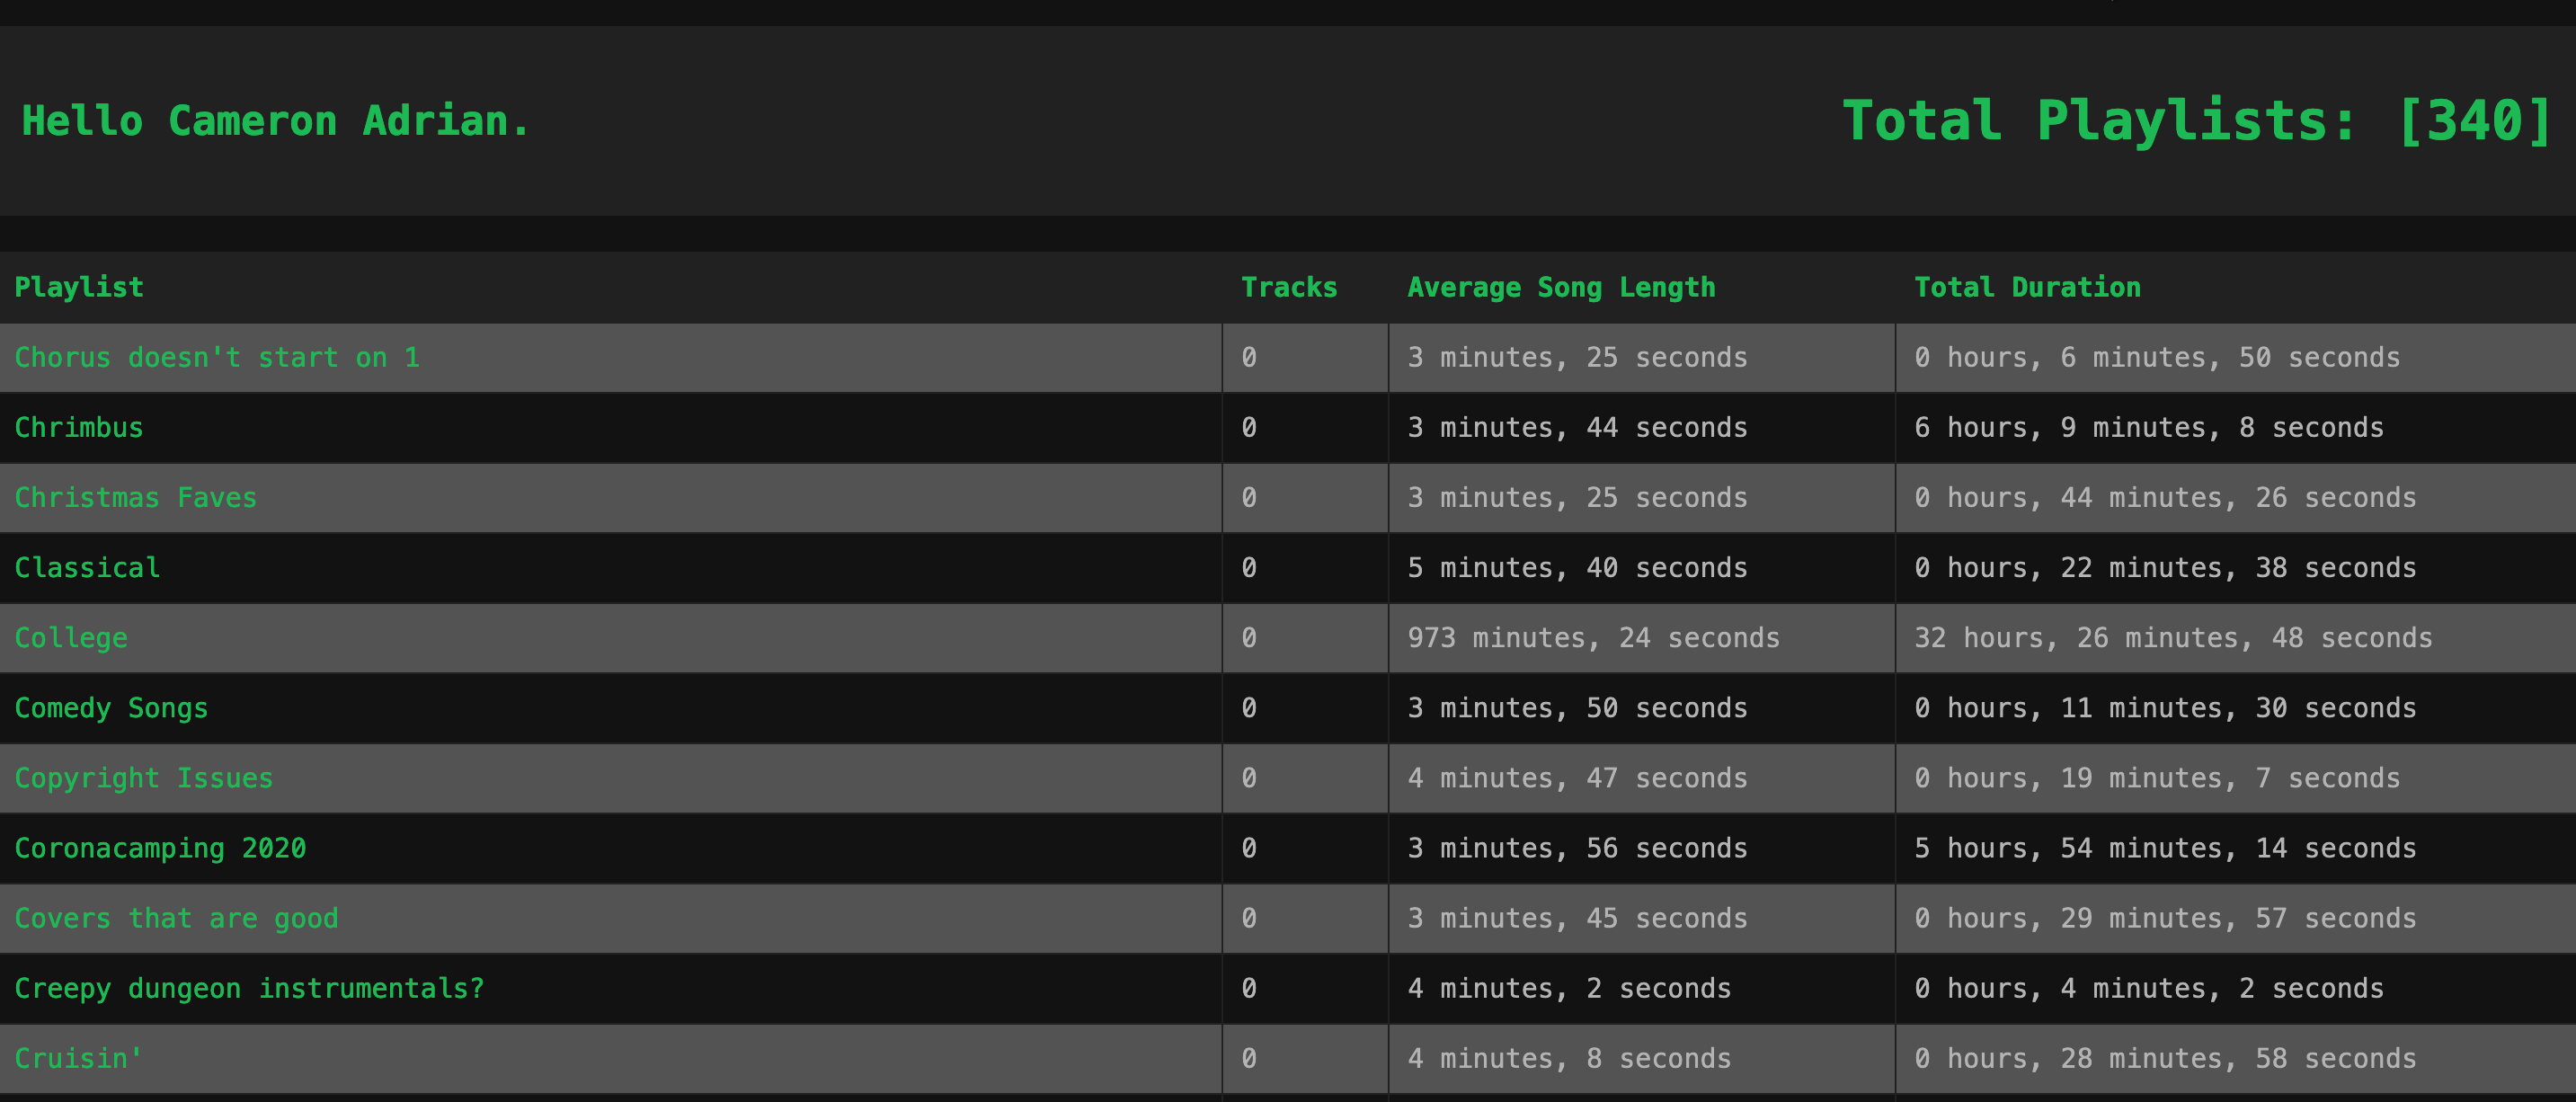 Hello Cameron Adrian. Total Playlists: [340]
Playlist Tracks Average Song Length Total Duration
Chorus doesn't start on 1 0 3 minutes, 25 seconds 0 hours, 6 minutes, 50 seconds
Chrimbus 0 3 minutes, 44 seconds 6 hours, 9 minutes, 8 seconds
Christmas Faves 0 3 minutes, 25 seconds 0 hours, 44 minutes, 26 seconds
Classical 0 5 minutes, 40 seconds 0 hours, 22 minutes, 38 seconds
College 0 973 minutes, 24 seconds 32 hours, 26 minutes, 48 seconds
Comedy Songs 0 3 minutes, 50 seconds 0 hours, 11 minutes, 30 seconds
Copyright Issues 0 4 minutes, 47 seconds 0 hours, 19 minutes, 7 seconds
Coronacamping 2020 0 3 minutes, 56 seconds 5 hours, 54 minutes, 14 seconds
Covers that are good 0 3 minutes, 45 seconds 0 hours, 29 minutes, 57 seconds
Creepy dungeon instrumentals? 0 4 minutes, 2 seconds 0 hours, 4 minutes, 2 seconds
Cruisin' 0 4 minutes, 8 seconds 0 hours, 28 minutes, 58 seconds